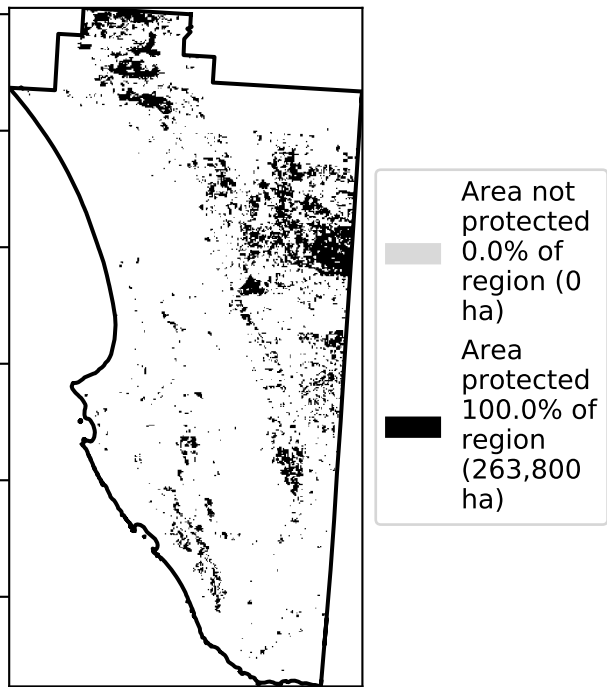 Area not
protected
0.0% of
region (0
ha)
Area
protected
100.0% of
region
(263,800
ha)